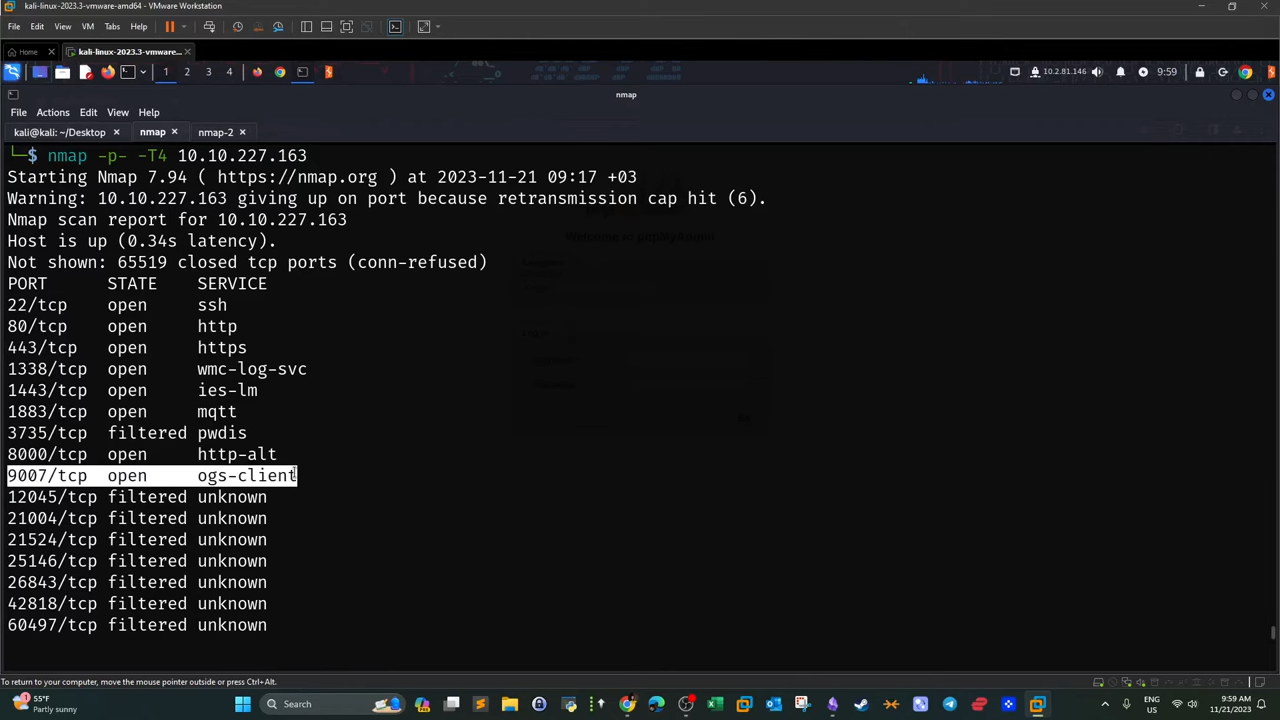 kali-linux-2023.3-vmware-amd64 - VMware Workstation
File Edit View VM Tabs Help
Home kali-linux-2023.3-vmware...
1 2 3 4 10.2.81.146 9:59
nmap
File Actions Edit View Help
kali@kali: ~/Desktop nmap nmap-2
└─$ nmap -p- -T4 10.10.227.163
Starting Nmap 7.94 ( https://nmap.org ) at 2023-11-21 09:17 +03
Warning: 10.10.227.163 giving up on port because retransmission cap hit (6).
Nmap scan report for 10.10.227.163
Host is up (0.34s latency).
Not shown: 65519 closed tcp ports (conn-refused)
PORT STATE SERVICE
22/tcp open ssh
80/tcp open http
443/tcp open https
1338/tcp open wmc-log-svc
1443/tcp open ies-lm
1883/tcp open mqtt
3735/tcp filtered pwdis
8000/tcp open http-alt
9007/tcp open ogs-client
12045/tcp filtered unknown
21004/tcp filtered unknown
21524/tcp filtered unknown
25146/tcp filtered unknown
26843/tcp filtered unknown
42818/tcp filtered unknown
60497/tcp filtered unknown
Welcome to phpMyAdmin
To return to your computer, move the mouse pointer outside or press Ctrl+Alt.
55°F
Partly sunny
Search
ENG
US
9:59 AM
11/21/2023